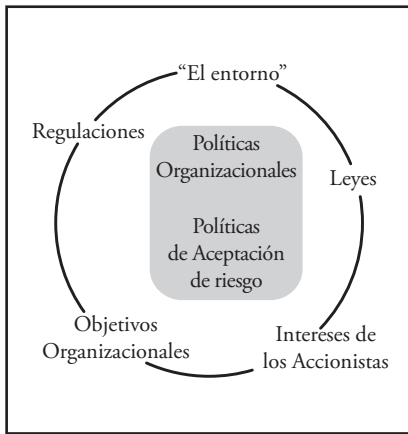 “El entorno”
Regulaciones
Políticas
Organizacionales
Leyes
Políticas
de Aceptación
de riesgo
Objetivos
Organizacionales
Intereses de
los Accionistas